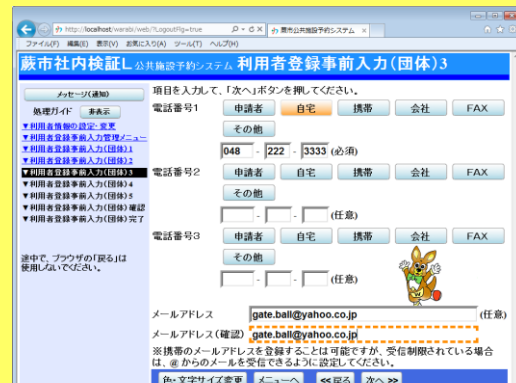 http://localhost/warabi/web/?LogoutFlg=true
蕨市公共施設予約システム
ファイル(F) 編集(E) 表示(V) お気に入り(A) ツール(T) ヘルプ(H)
蕨市社内検証L 公共施設予約システム 利用者登録事前入力(団体)3
メッセージ(通知)
処理ガイド 非表示
▼利用者情報の設定・変更
▼利用者登録事前入力管理メニュー
▼利用者登録事前入力(団体)1
▼利用者登録事前入力(団体)2
▼利用者登録事前入力(団体)3
▼利用者登録事前入力(団体)4
▼利用者登録事前入力(団体)5
▼利用者登録事前入力(団体)確認
▼利用者登録事前入力(団体)完了
途中で、ブラウザの「戻る」は
使用しないでください。
項目を入力して、「次へ」ボタンを押してください。
電話番号1 申請者 自宅 携帯 会社 FAX
その他
048 - 222 - 3333 (必須)
電話番号2 申請者 自宅 携帯 会社 FAX
その他
- - (任意)
電話番号3 申請者 自宅 携帯 会社 FAX
その他
- - (任意)
メールアドレス gate.ball@yahoo.co.jp (任意)
メールアドレス(確認) gate.ball@yahoo.co.jp
※携帯のメールアドレスを登録することは可能ですが、受信制限されている場合
は、@からのメールを受信できるように設定してください。
色・文字サイズ変更 メニューへ <<戻る 次へ >>